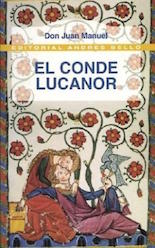 Don Juan Manuel
EDITORIAL ANDRES BELLO
EL CONDE
LUCANOR